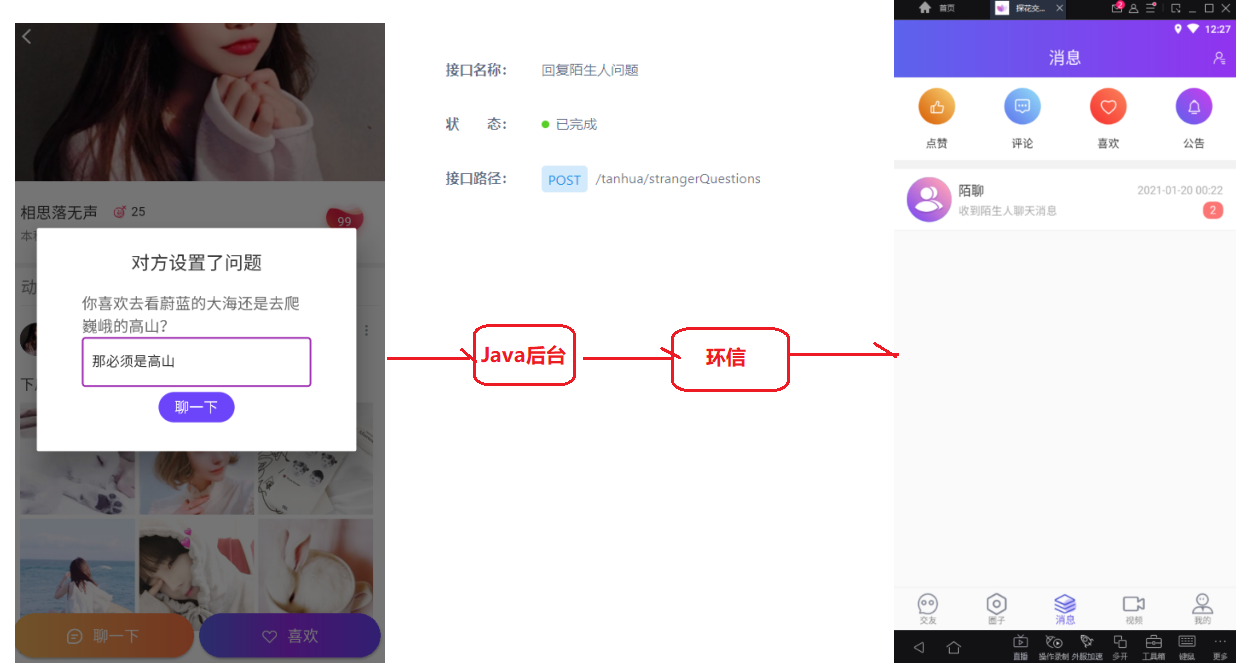 相思落无声
25
99
本科
动
对方设置了问题
你喜欢去看蔚蓝的大海还是去爬
巍峨的高山?
那必须是高山
聊一下
聊一下
喜欢
接口名称:
回复陌生人问题
状 态:
已完成
接口路径:
POST
/tanhua/strangerQuestions
Java后台
环信
首页
探花交...
2
12:27
消息
点赞
评论
喜欢
公告
陌聊
2021-01-20 00:22
收到陌生人聊天消息
2
交友
圈子
消息
视频
我的
直播
操作录制
外服加速
多开
工具箱
键鼠
更多